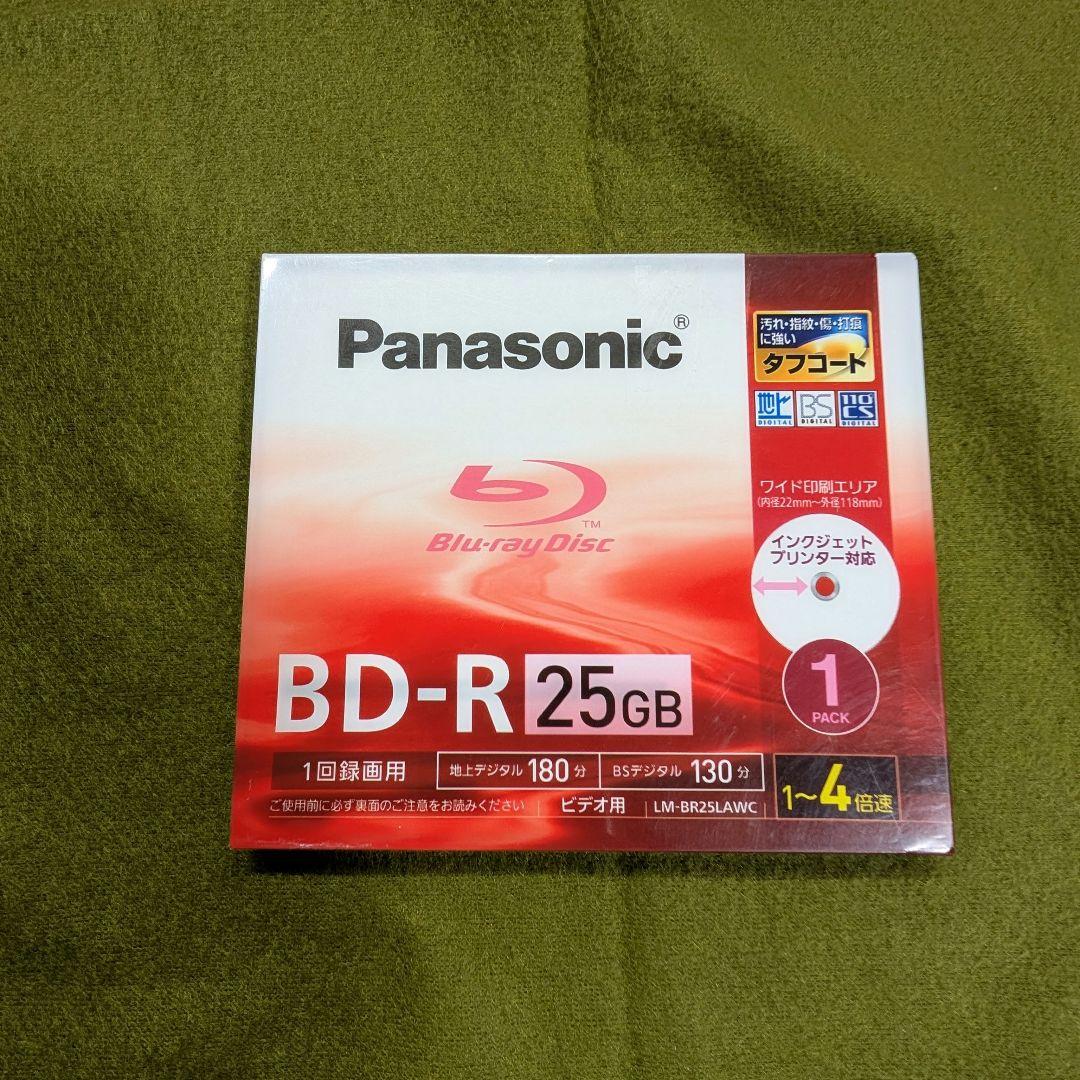 Panasonic®
汚れ・指紋・傷・打痕
に強い
タフコート
地上 DIGITAL
BS DIGITAL
110 CS DIGITAL
ワイド印刷エリア
(内径22mm～外径118mm)
インクジェット
プリンター対応
Blu-ray Disc™
BD-R 25GB
1 PACK
1回録画用 地上デジタル 180分 BSデジタル 130分
ご使用前に必ず裏面のご注意をお読みください ビデオ用 LM-BR25LAWC
1～4倍速